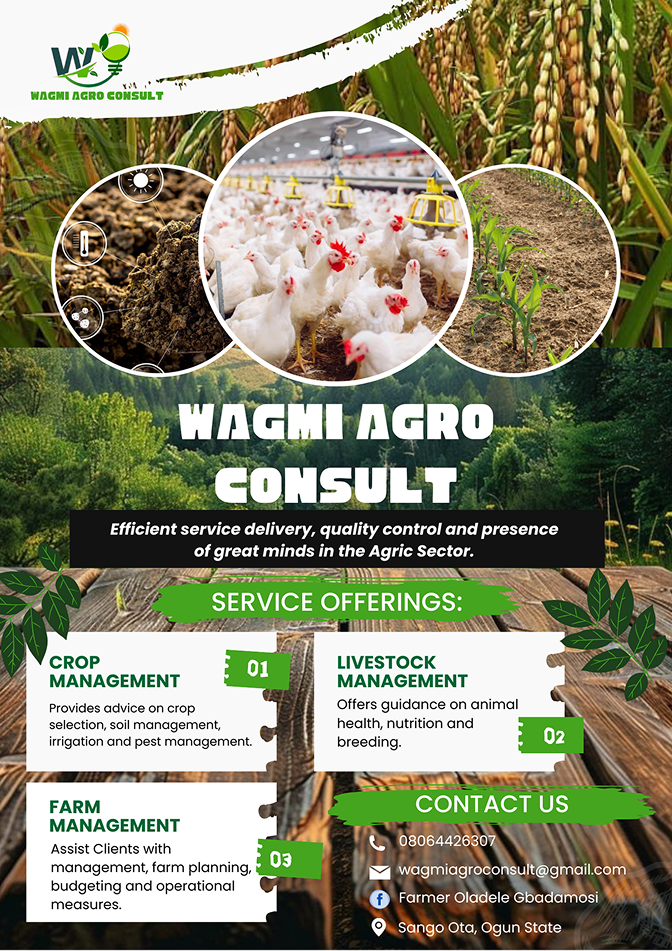 W
WAGMI AGRO CONSULT
WAGMI AGRO
CONSULT
Efficient service delivery, quality control and presence
of great minds in the Agric Sector.
SERVICE OFFERINGS:
CROP
MANAGEMENT
01
Provides advice on crop
selection, soil management,
irrigation and pest management.
LIVESTOCK
MANAGEMENT
Offers guidance on animal
health, nutrition and
breeding.
02
FARM
MANAGEMENT
Assist Clients with
management, farm planning,
budgeting and operational
measures.
03
CONTACT US
08064426307
wagmiagroconsult@gmail.com
f Farmer Oladele Gbadamosi
Sango Ota, Ogun State